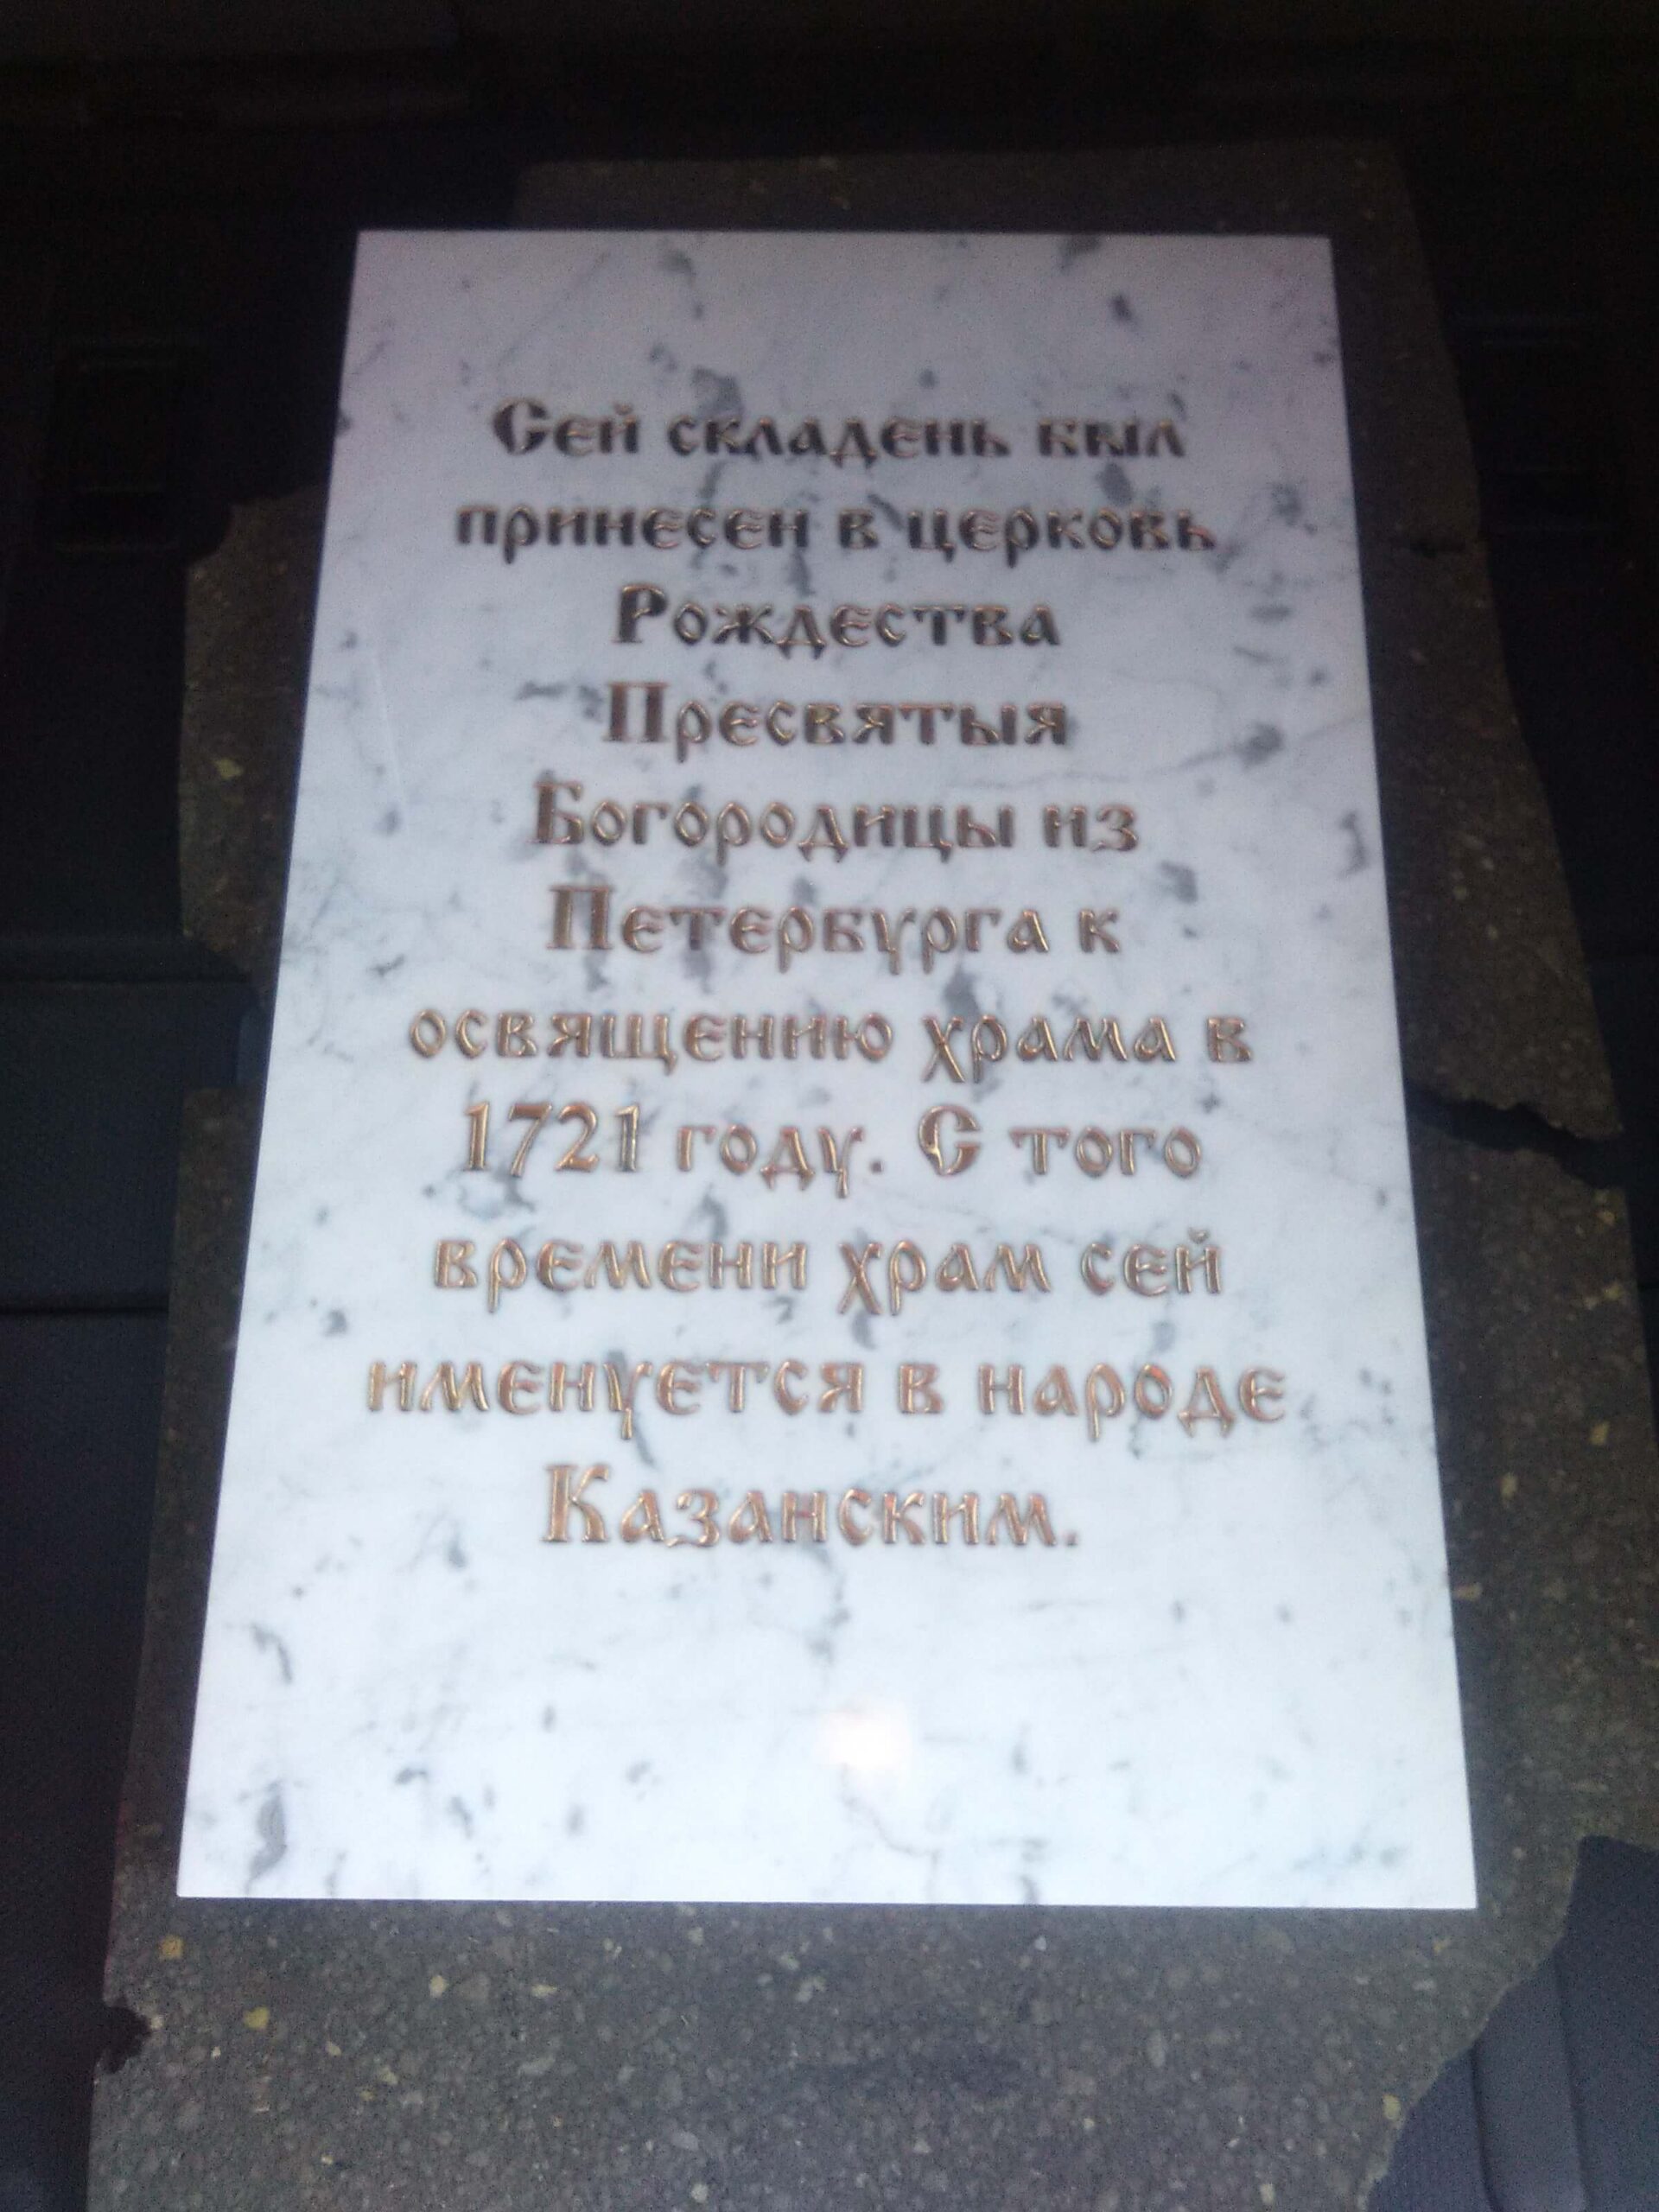 Сей складень был
принесен в церковь
Рождества
Пресвятыя
Богородицы из
Петербурга к
освящению храма в
1721 году. С того
времени храм сей
именуется в народе
Казанским.